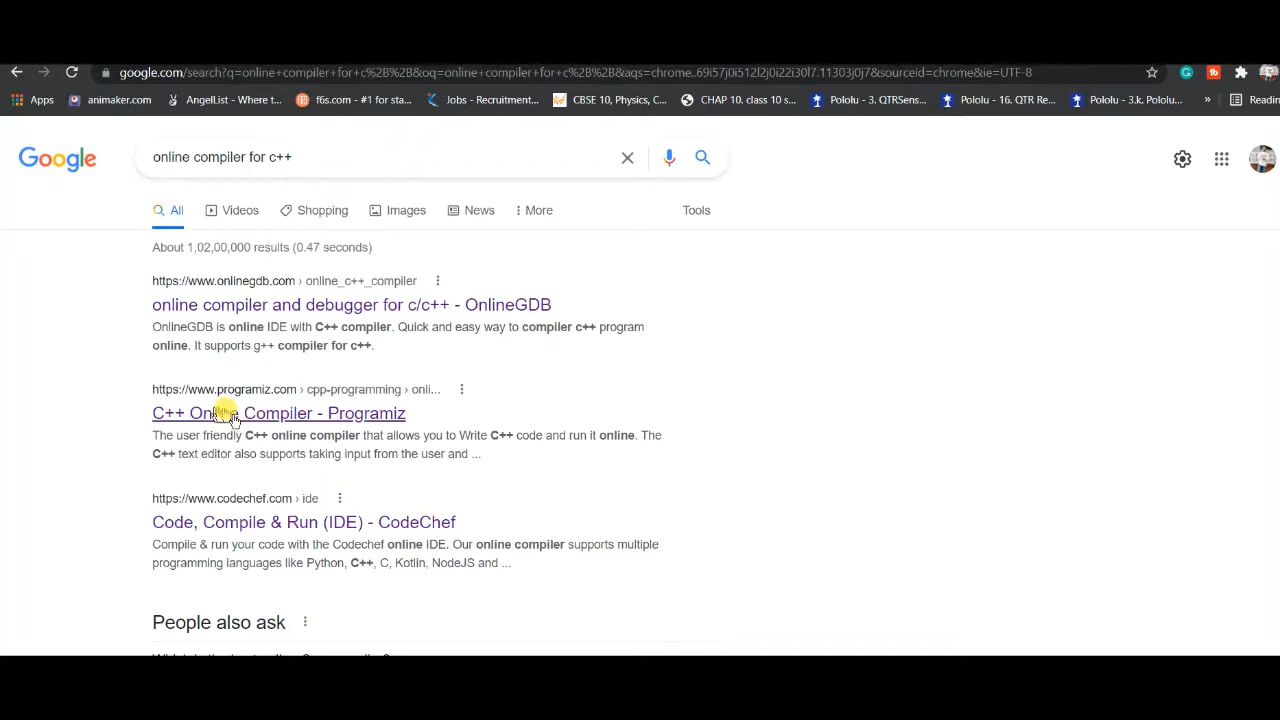 google.com/search?q=online+compiler+for+c%2B%2B&oq=online+compiler+for+c%2B%2B&aqs=chrome..69i57j0i512l2j0i22i30l7.11303j0j7&sourceid=chrome&ie=UTF-8
Apps animaker.com AngelList - Where t... f6s.com - #1 for sta... Jobs - Recruitment... CBSE 10, Physics, C... CHAP 10. class 10 s... Pololu - 3. QTRSens... Pololu - 16. QTR Re... Pololu - 3.k. Pololu... » Reading
Google online compiler for c++
All Videos Shopping Images News More Tools
About 1,02,00,000 results (0.47 seconds)
https://www.onlinegdb.com › online_c++_compiler
online compiler and debugger for c/c++ - OnlineGDB
OnlineGDB is online IDE with C++ compiler. Quick and easy way to compiler c++ program
online. It supports g++ compiler for c++.
https://www.programiz.com › cpp-programming › onli...
C++ Online Compiler - Programiz
The user friendly C++ online compiler that allows you to Write C++ code and run it online. The
C++ text editor also supports taking input from the user and ...
https://www.codechef.com › ide
Code, Compile & Run (IDE) - CodeChef
Compile & run your code with the Codechef online IDE. Our online compiler supports multiple
programming languages like Python, C++, C, Kotlin, NodeJS and ...
People also ask